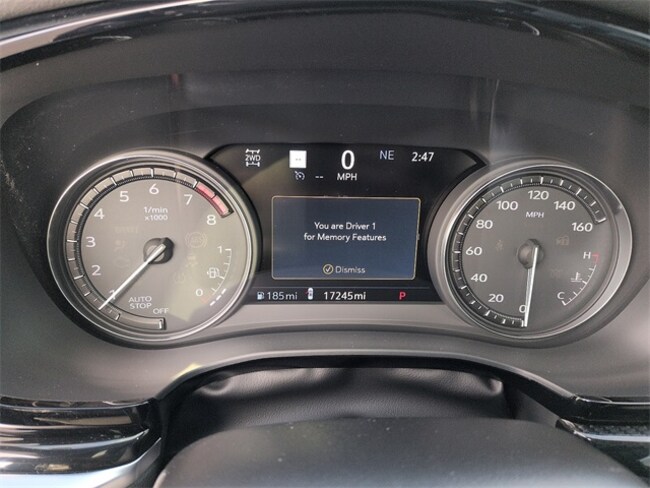 2WD
0
MPH
--
NE
2:47
1/min
x1000
1
2
3
4
5
6
7
8
AUTO
STOP
OFF
1
0
You are Driver 1
for Memory Features
Dismiss
185mi
17245mi
P
0
20
40
60
80
100
120
140
160
MPH
H
C